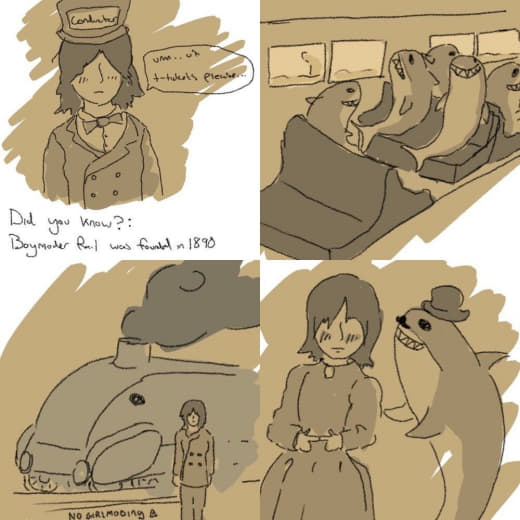 Conductor
umm.. uh
t-tickets please...
Did you know?:
Boymoder Rail was founded in 1890
NO GIRLMODING